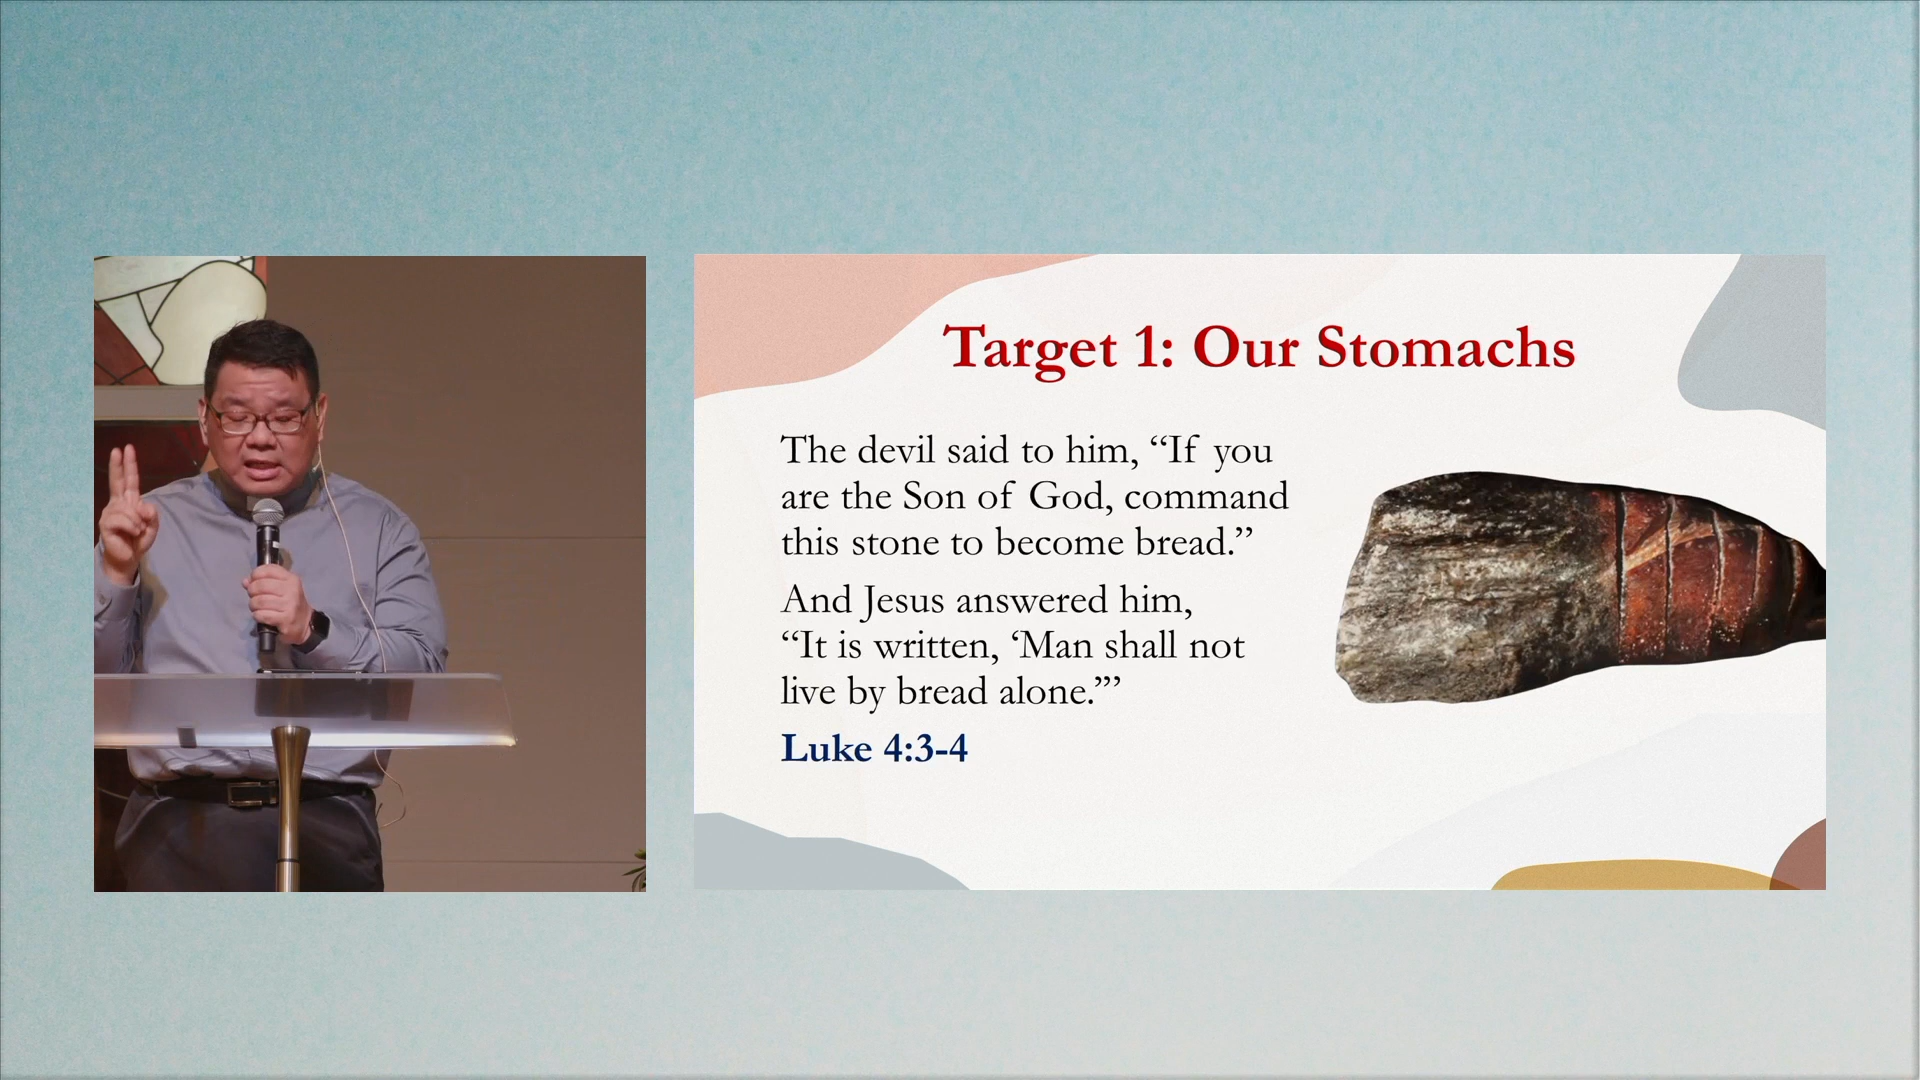 Target 1: Our Stomachs
The devil said to him, “If you
are the Son of God, command
this stone to become bread.”
And Jesus answered him,
“It is written, ‘Man shall not
live by bread alone.’”
Luke 4:3-4